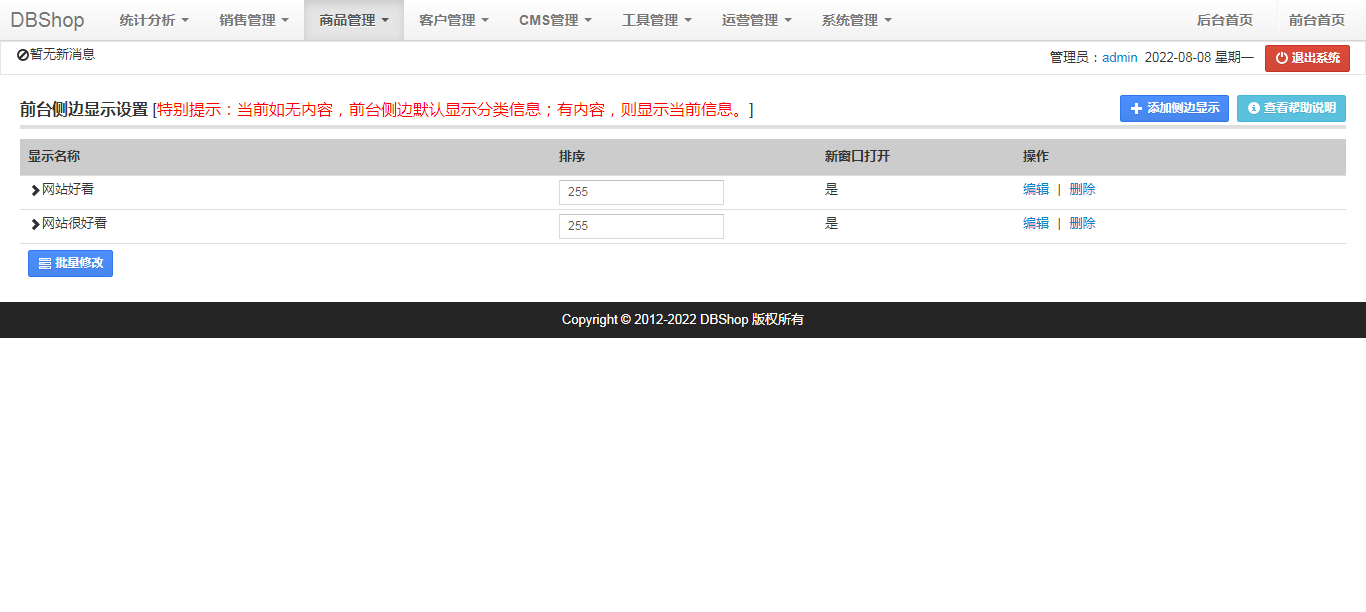 DBShop 统计分析 销售管理 商品管理 客户管理 CMS管理 工具管理 运营管理 系统管理 后台首页 前台首页
暂无新消息 管理员：admin 2022-08-08 星期一 退出系统
前台侧边显示设置 [特别提示：当前如无内容，前台侧边默认显示分类信息；有内容，则显示当前信息。] 添加侧边显示 查看帮助说明
显示名称 排序 新窗口打开 操作
网站好看 255 是 编辑 | 删除
网站很好看 255 是 编辑 | 删除
批量修改
Copyright © 2012-2022 DBShop 版权所有